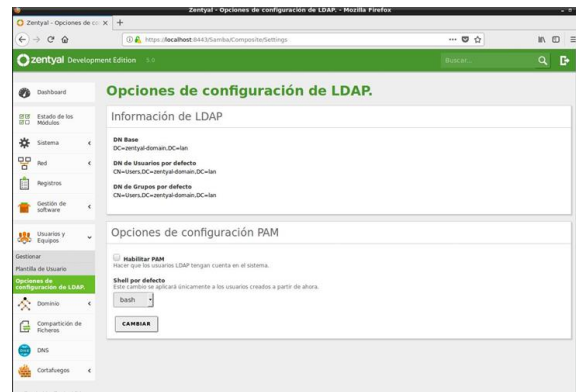 Zentyal - Opciones de configuración de LDAP. - Mozilla Firefox
Zentyal - Opciones de co
https://localhost:8443/Samba/Composite/Settings
zentyal Development Edition 5.0
Buscar...
Dashboard
Estado de los Módulos
Sistema
Red
Registros
Gestión de software
Usuarios y Equipos
Gestionar
Plantilla de Usuario
Opciones de configuración de LDAP.
Dominio
Compartición de Ficheros
DNS
Cortafuegos
Opciones de configuración de LDAP.
Información de LDAP
DN Base
DC=zentyal-domain,DC=lan
DN de Usuarios por defecto
CN=Users,DC=zentyal-domain,DC=lan
DN de Grupos por defecto
CN=Users,DC=zentyal-domain,DC=lan
Opciones de configuración PAM
Habilitar PAM
Hacer que los usuarios LDAP tengan cuenta en el sistema.
Shell por defecto
Este cambio se aplicará únicamente a los usuarios creados a partir de ahora.
bash
CAMBIAR